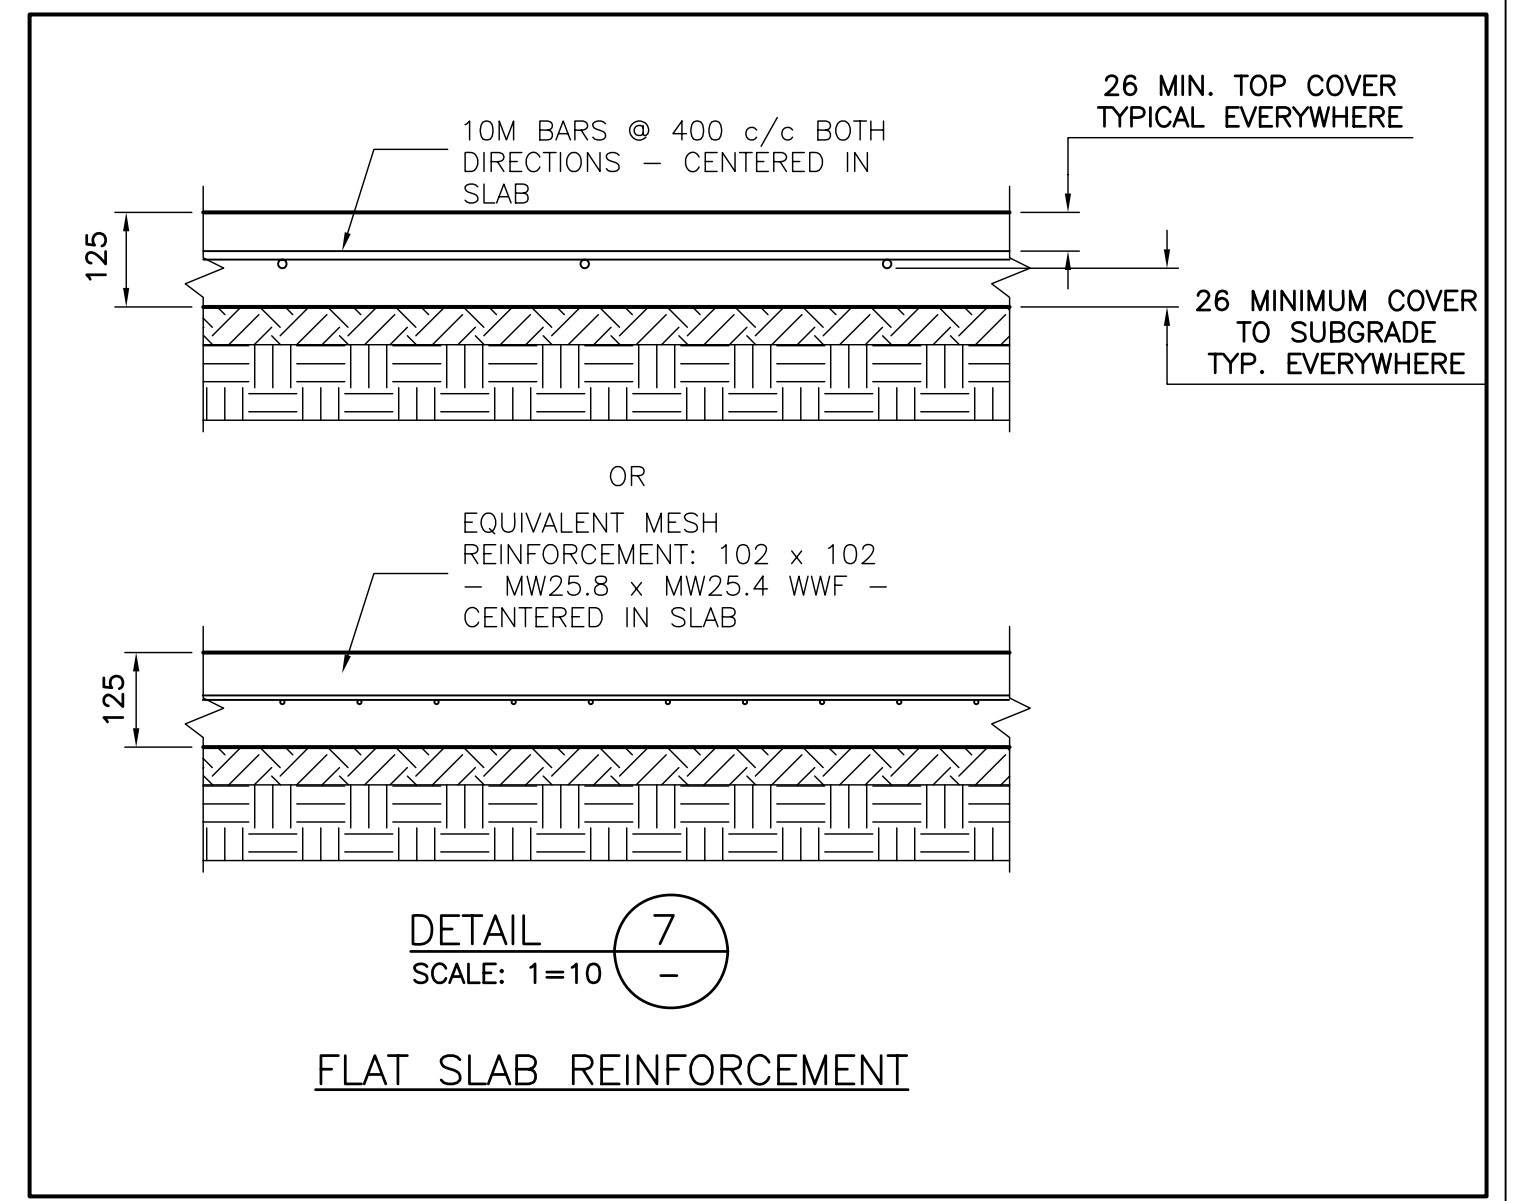 26 MIN. TOP COVER
TYPICAL EVERYWHERE
10M BARS @ 400 c/c BOTH
DIRECTIONS – CENTERED IN
SLAB
125
26 MINIMUM COVER
TO SUBGRADE
TYP. EVERYWHERE
OR
EQUIVALENT MESH
REINFORCEMENT: 102 x 102
– MW25.8 x MW25.4 WWF –
CENTERED IN SLAB
125
DETAIL
7
SCALE: 1=10
–
FLAT SLAB REINFORCEMENT